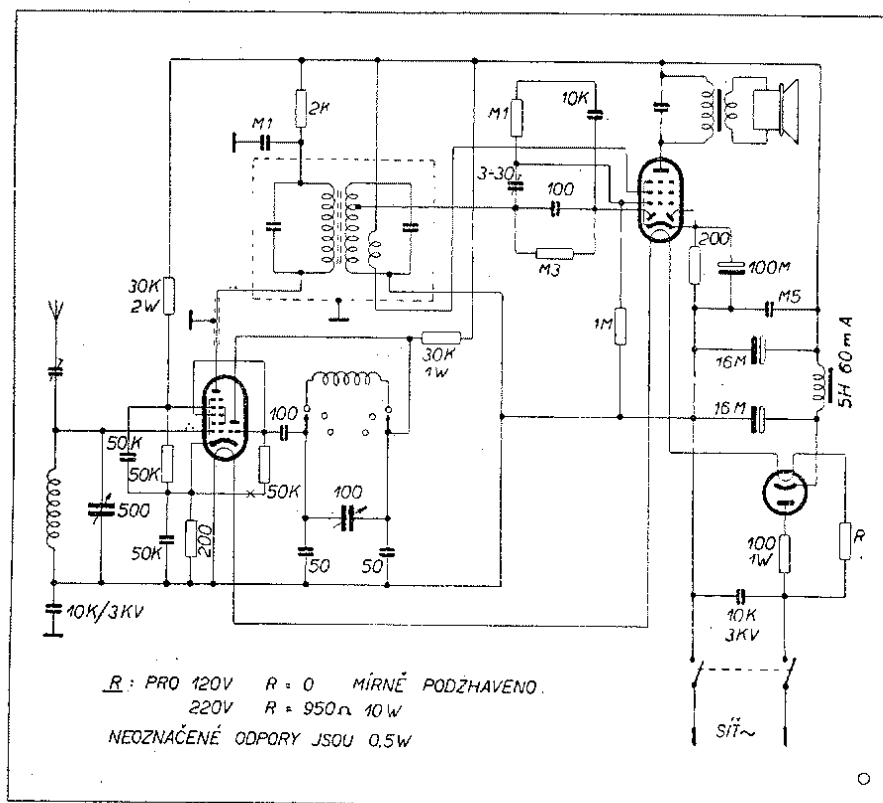 2K
M1
M1
10K
3-30
100
M3
200
100M
M5
30K
2W
1M
30K
1W
16M
5H 60mA
16M
100
50K
50K
500
50K
200
50K
100
50
50
100
1W
R
10K/3KV
10K
3KV
R: PRO 120V R = 0 MÍRNĚ PODŽHAVENO.
220V R = 950Ω 10W
NEOZNAČENÉ ODPORY JSOU 0,5W
SÍŤ~